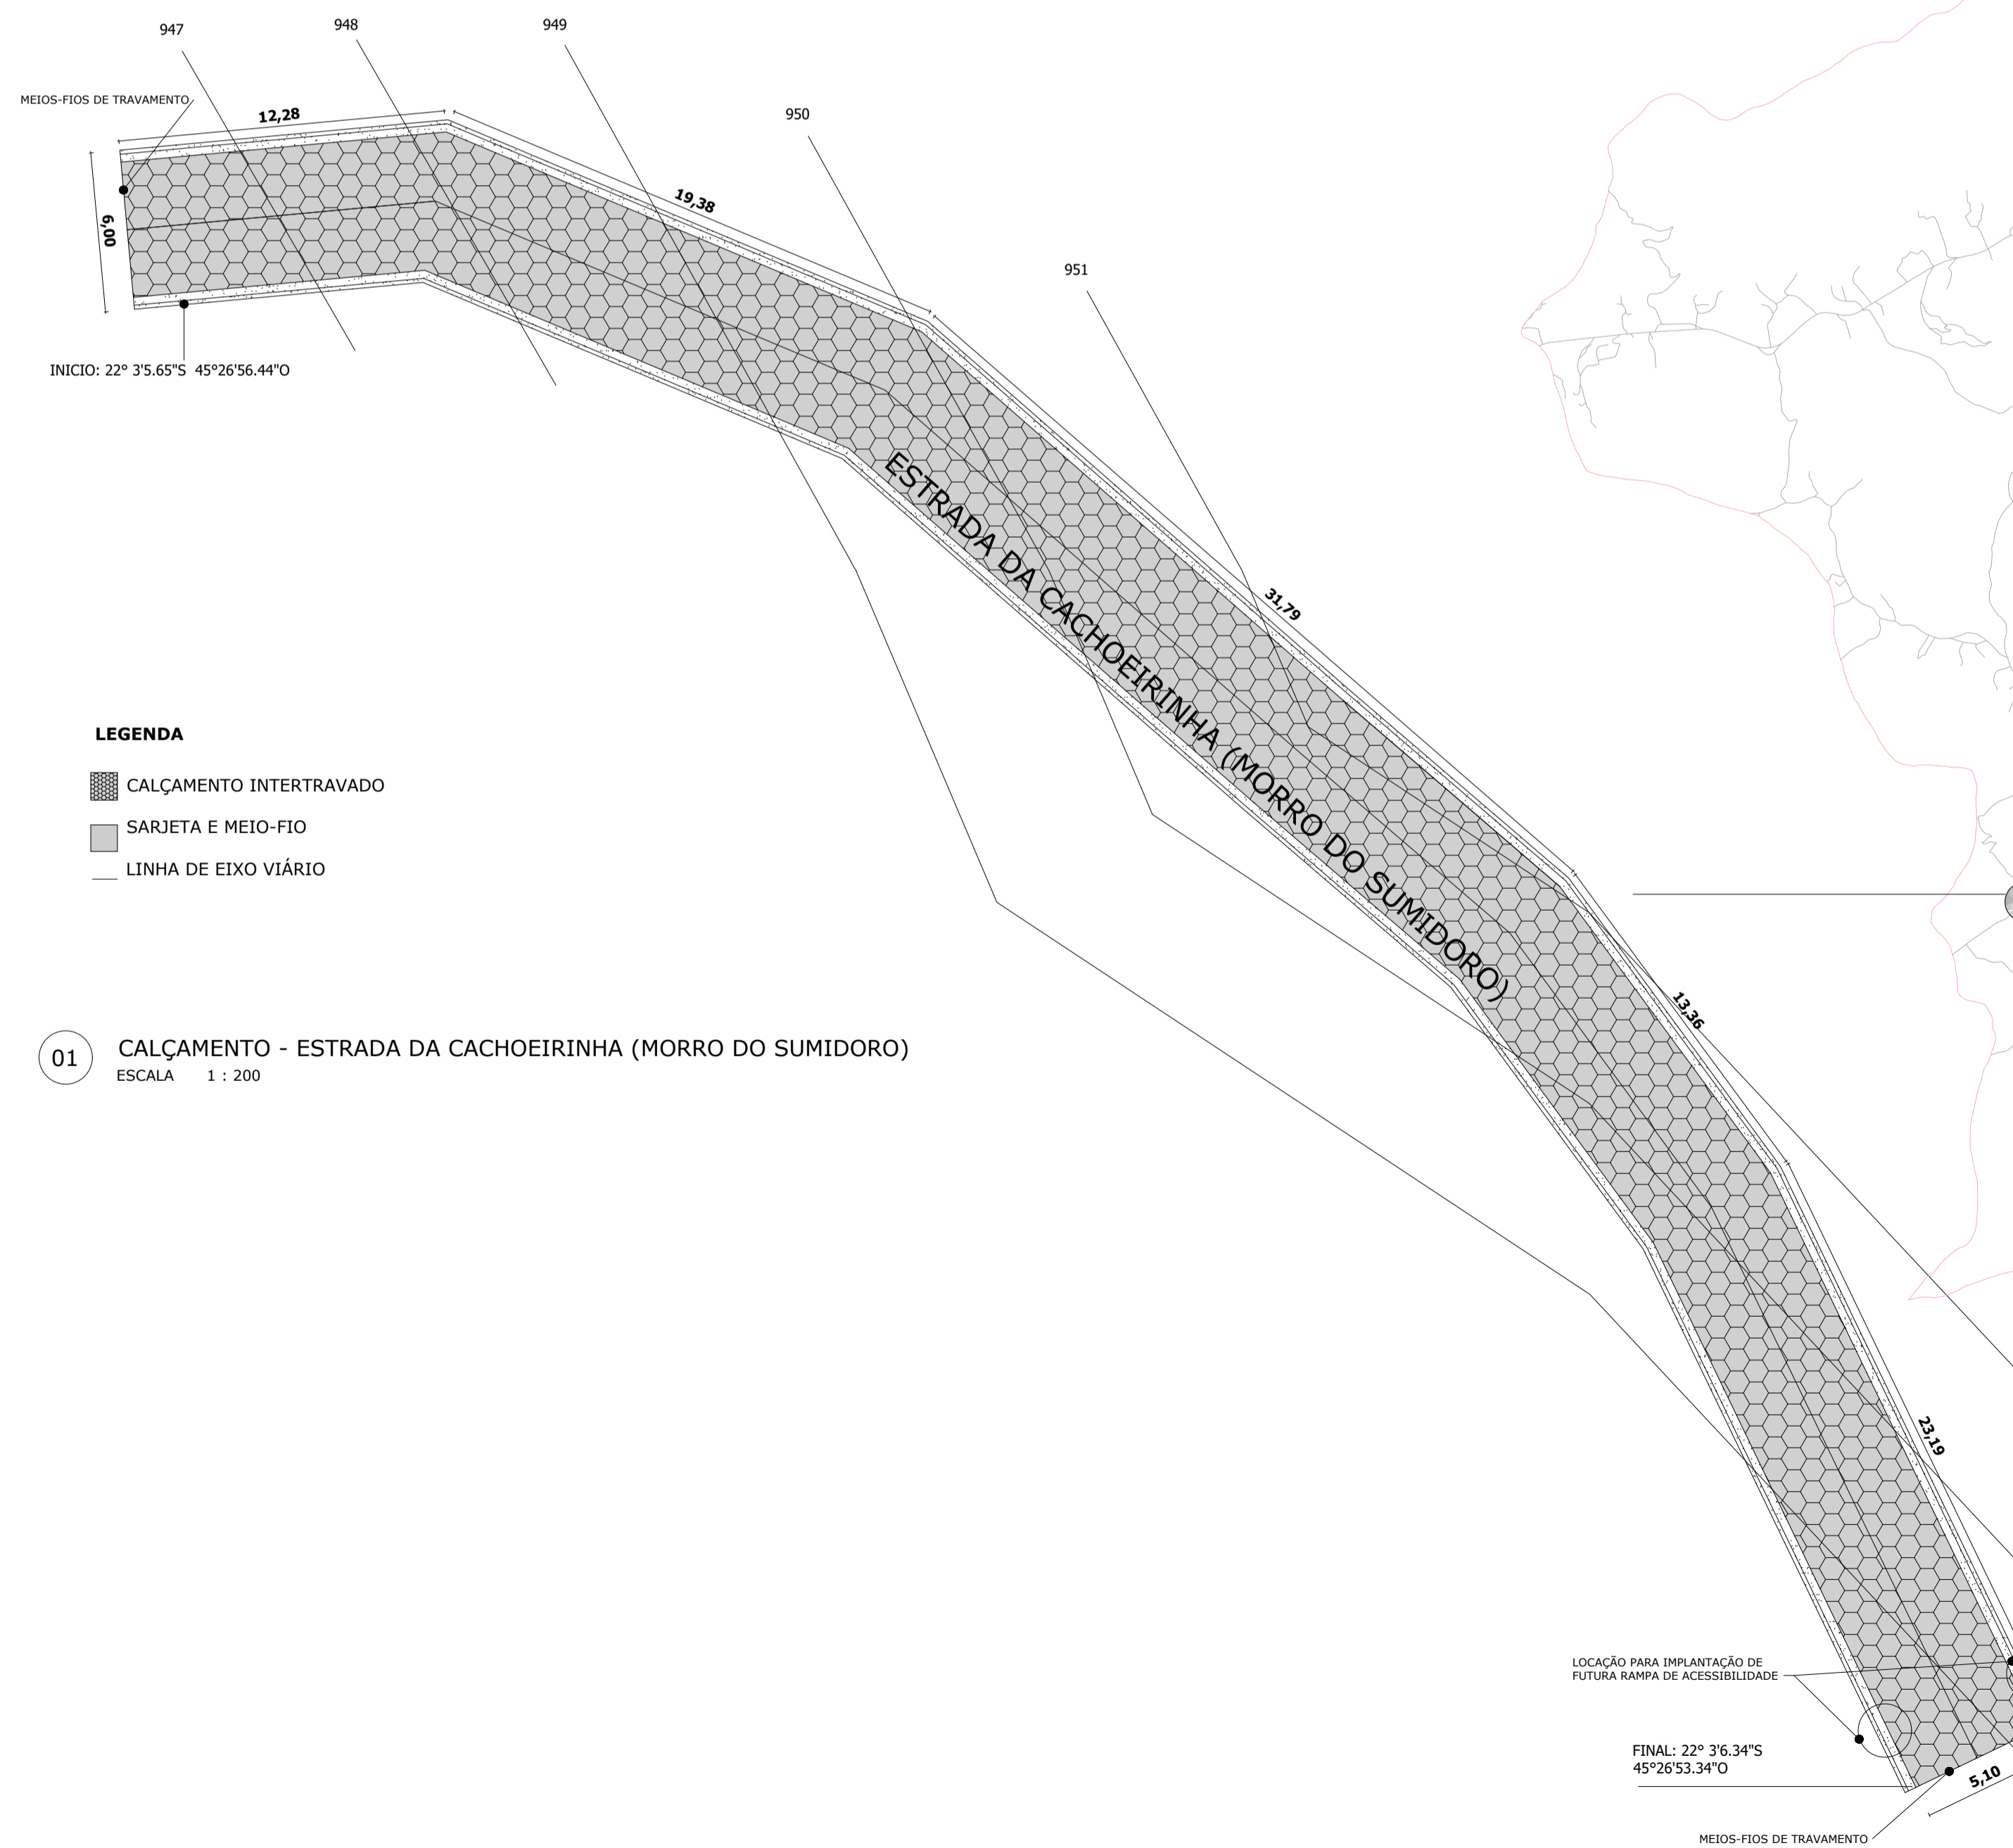 947
948
949
950
951
MEIOS-FIOS DE TRAVAMENTO
12,28
19,38
6,00
INICIO: 22° 3'5.65"S 45°26'56.44"O
31,79
ESTRADA DA CACHOEIRINHA (MORRO DO SUMIDORO)
LEGENDA
CALÇAMENTO INTERTRAVADO
SARJETA E MEIO-FIO
LINHA DE EIXO VIÁRIO
13,36
01
CALÇAMENTO - ESTRADA DA CACHOEIRINHA (MORRO DO SUMIDORO)
ESCALA 1 : 200
23,19
LOCAÇÃO PARA IMPLANTAÇÃO DE
FUTURA RAMPA DE ACESSIBILIDADE
FINAL: 22° 3'6.34"S
45°26'53.34"O
5,10
MEIOS-FIOS DE TRAVAMENTO